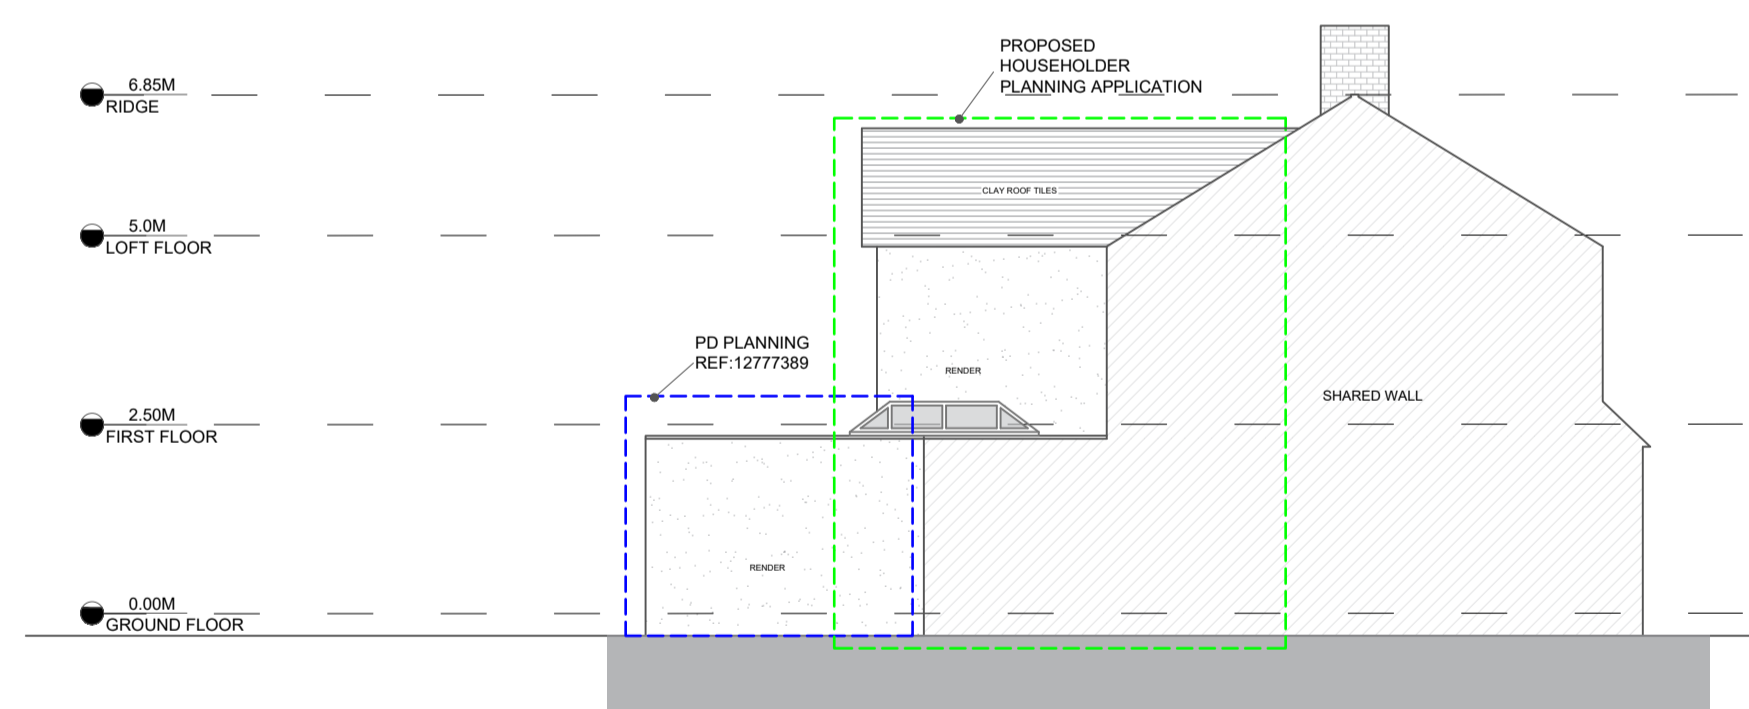 PROPOSED
HOUSEHOLDER
PLANNING APPLICATION
6.85M
RIDGE
CLAY ROOF TILES
5.0M
LOFT FLOOR
PD PLANNING
REF:12777389
RENDER
SHARED WALL
2.50M
FIRST FLOOR
RENDER
0.00M
GROUND FLOOR